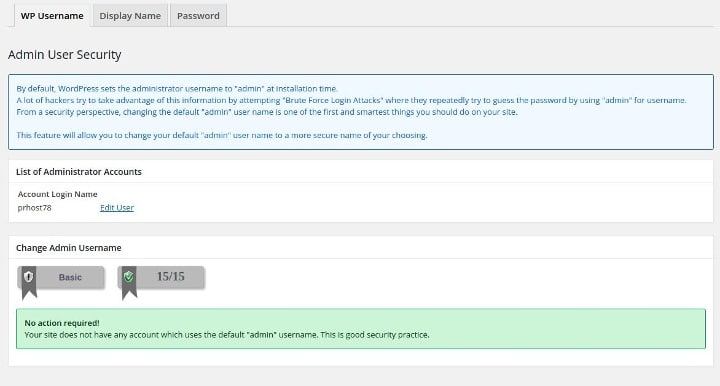 WP Username
Display Name
Password
Admin User Security
By default, WordPress sets the administrator username to "admin" at installation time.
A lot of hackers try to take advantage of this information by attempting "Brute Force Login Attacks" where they repeatedly try to guess the password by using "admin" for username.
From a security perspective, changing the default "admin" user name is one of the first and smartest things you should do on your site.
This feature will allow you to change your default "admin" user name to a more secure name of your choosing.
List of Administrator Accounts
Account Login Name
prhost78 Edit User
Change Admin Username
Basic
15/15
No action required!
Your site does not have any account which uses the default "admin" username. This is good security practice.